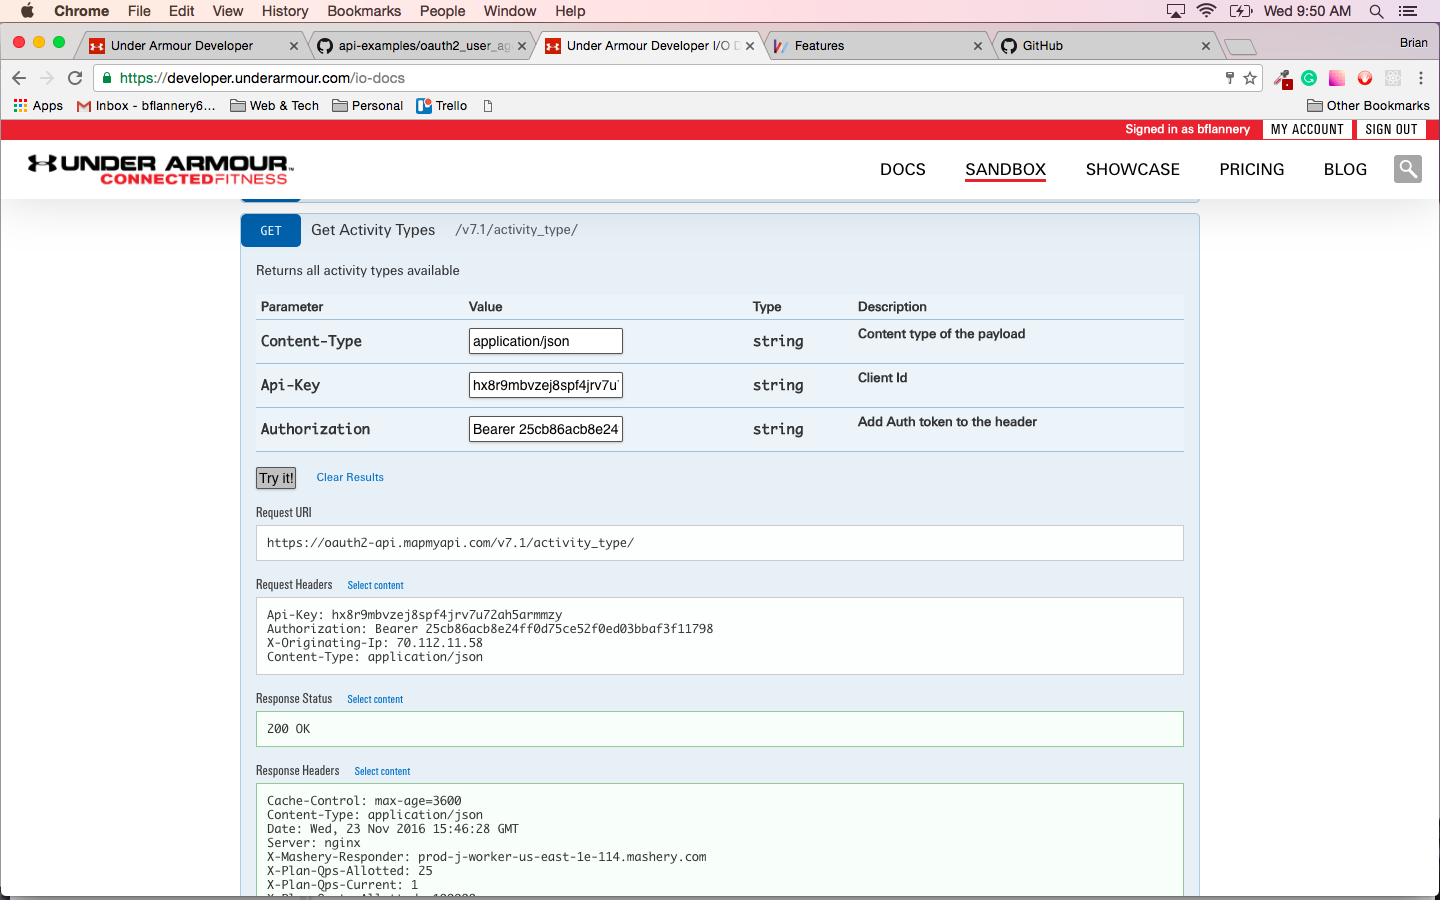 Chrome File Edit View History Bookmarks People Window Help Wed 9:50 AM
Under Armour Developer api-examples/oauth2_user_ag Under Armour Developer I/O D Features GitHub Brian
https://developer.underarmour.com/io-docs
Apps Inbox - bflannery6... Web & Tech Personal Trello Other Bookmarks
Signed in as bflannery MY ACCOUNT SIGN OUT
UNDER ARMOUR™
CONNECTEDFITNESS
DOCS SANDBOX SHOWCASE PRICING BLOG
GET Get Activity Types /v7.1/activity_type/
Returns all activity types available
Parameter Value Type Description
Content-Type application/json string Content type of the payload
Api-Key hx8r9mbvzej8spf4jrv7u string Client Id
Authorization Bearer 25cb86acb8e24 string Add Auth token to the header
Try it! Clear Results
Request URI
https://oauth2-api.mapmyapi.com/v7.1/activity_type/
Request Headers Select content
Api-Key: hx8r9mbvzej8spf4jrv7u72ah5armmzy
Authorization: Bearer 25cb86acb8e24ff0d75ce52f0ed03bbaf3f11798
X-Originating-Ip: 70.112.11.58
Content-Type: application/json
Response Status Select content
200 OK
Response Headers Select content
Cache-Control: max-age=3600
Content-Type: application/json
Date: Wed, 23 Nov 2016 15:46:28 GMT
Server: nginx
X-Mashery-Responder: prod-j-worker-us-east-1e-114.mashery.com
X-Plan-Qps-Allotted: 25
X-Plan-Qps-Current: 1